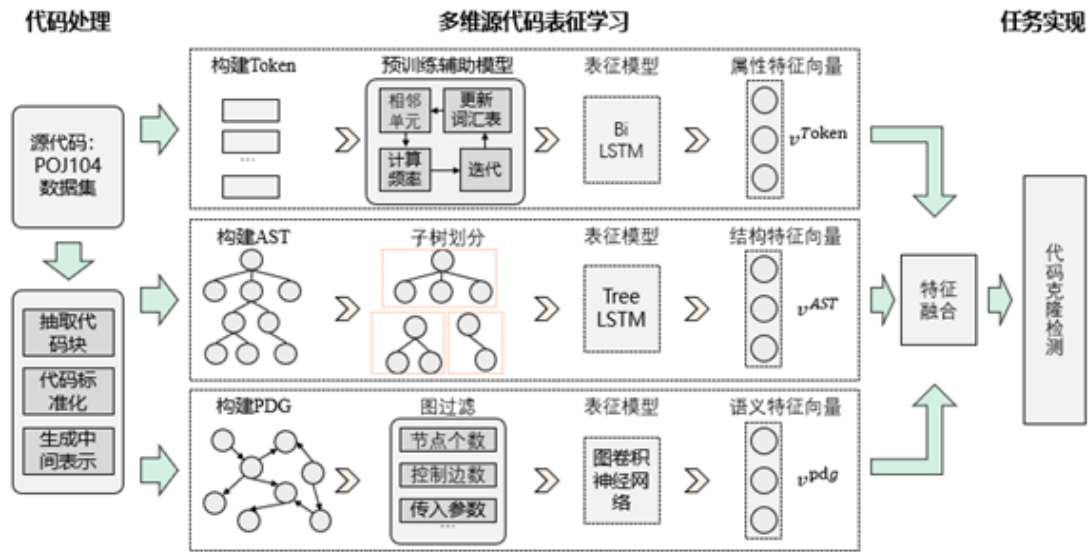 代码处理
多维源代码表征学习
任务实现
源代码：
POJ104
数据集
抽取代
码块
代码标
准化
生成中
间表示
构建Token
...
预训练辅助模型
相邻
单元
更新
词汇表
计算
频率
迭代
表征模型
Bi
LSTM
属性特征向量
v^Token
构建AST
子树划分
表征模型
Tree
LSTM
结构特征向量
v^AST
构建PDG
图过滤
节点个数
控制边数
传入参数
...
表征模型
图卷积
神经网
络
语义特征向量
v^pdg
特征
融合
代码克隆检测